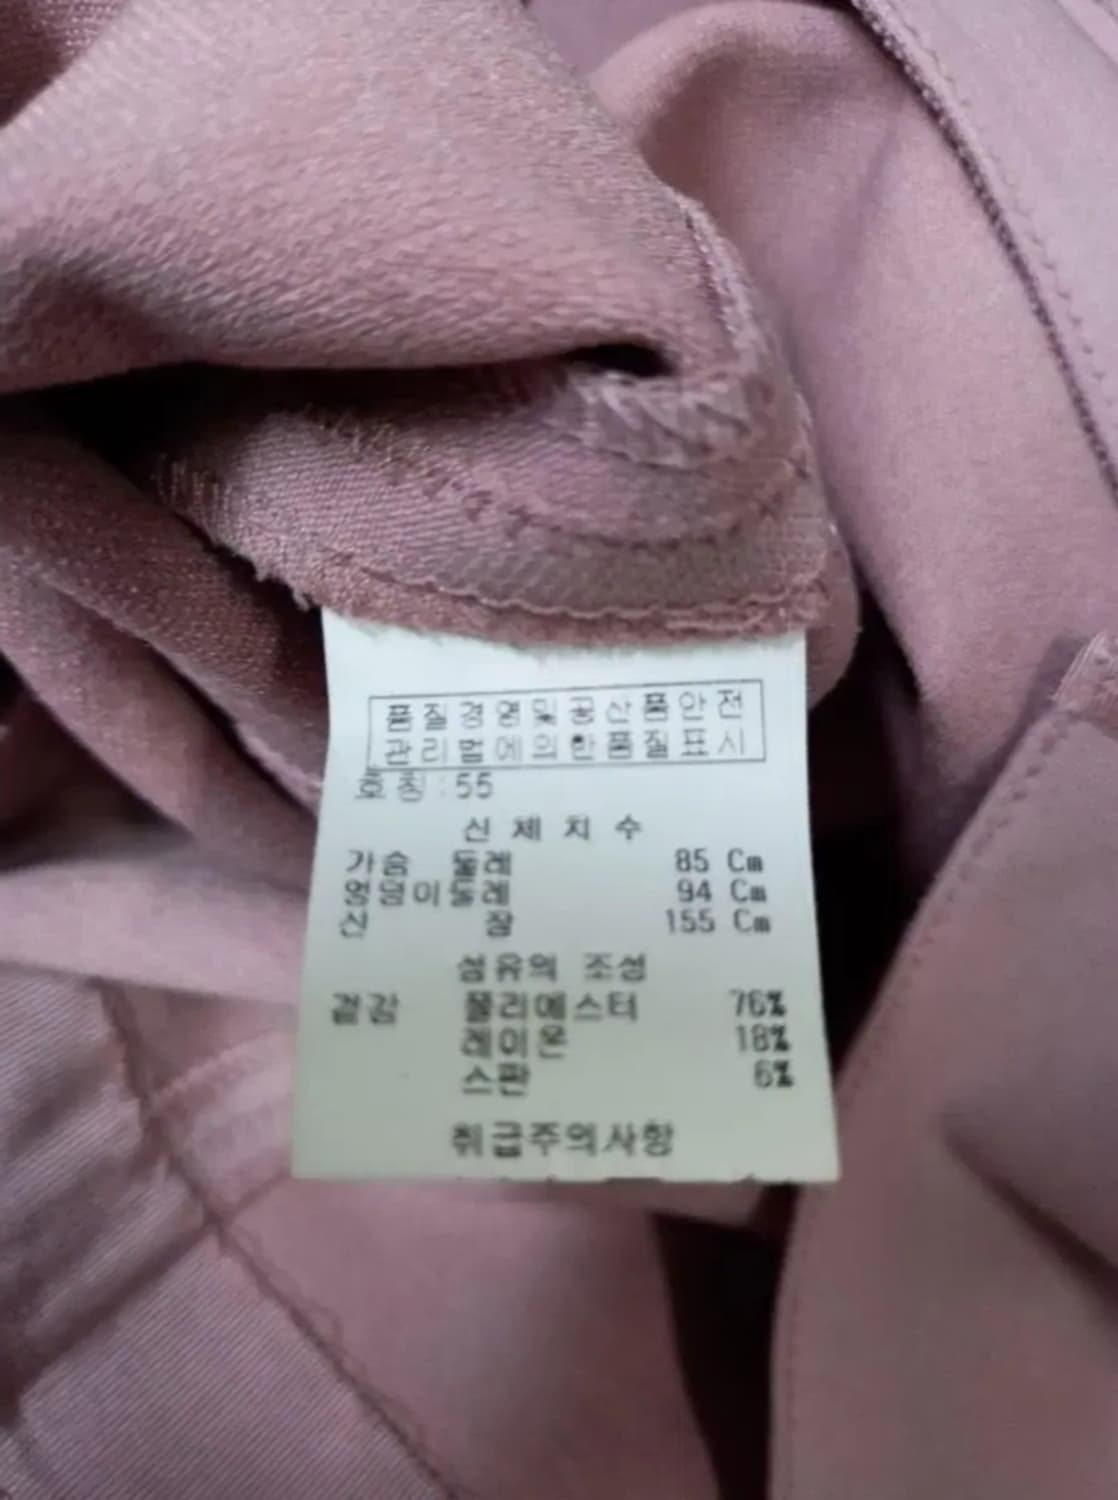 품질경영및공산품안전
관리법에의한품질표시
호칭 : 55
신체치수
가슴 둘레 85 Cm
엉덩이둘레 94 Cm
신 장 155 Cm
섬유의 조성
겉감 폴리에스터 76%
레이온 18%
스판 6%
취급주의사항